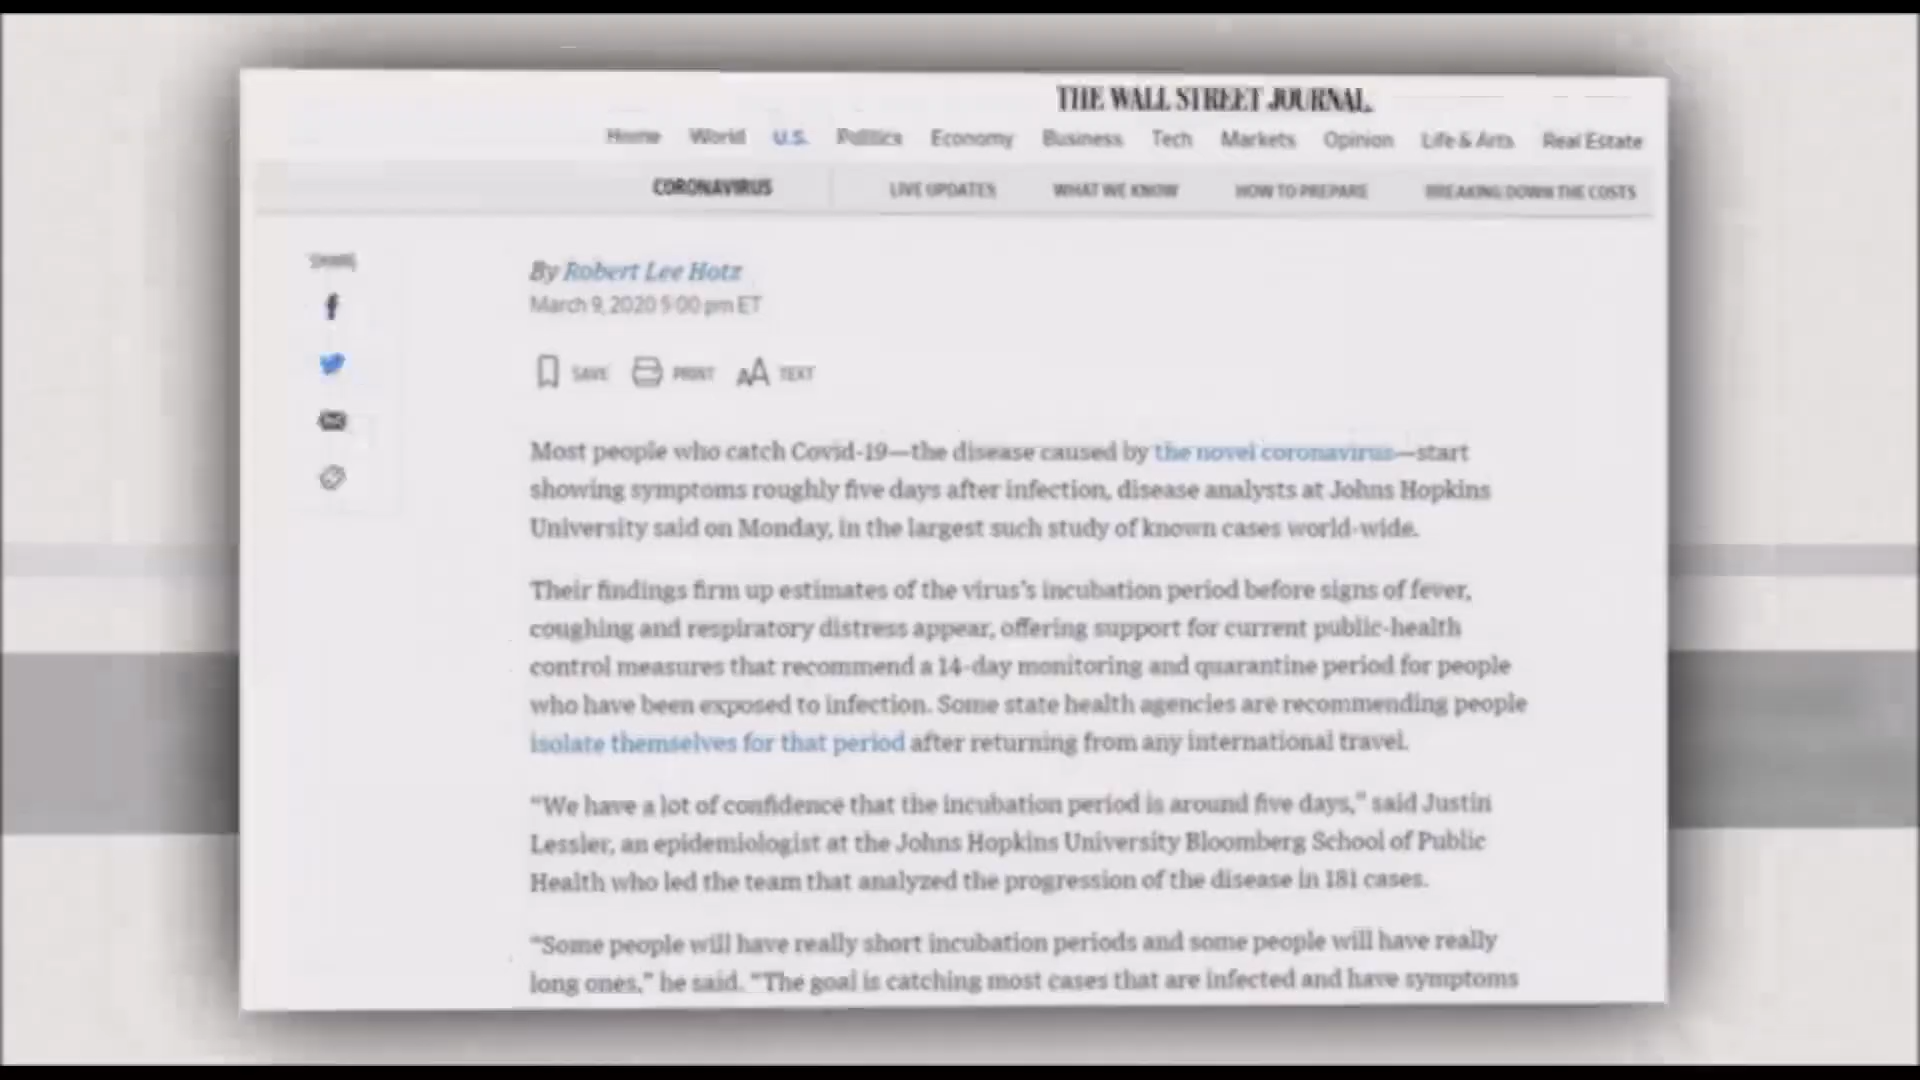 THE WALL STREET JOURNAL.
Home World U.S. Politics Economy Business Tech Markets Opinion Life & Arts Real Estate
CORONAVIRUS LIVE UPDATES WHAT WE KNOW HOW TO PREPARE BREAKING DOWN THE COSTS
SHARE
By Robert Lee Hotz
March 9, 2020 5:00 pm ET
SAVE PRINT AA TEXT
Most people who catch Covid-19—the disease caused by the novel coronavirus—start
showing symptoms roughly five days after infection, disease analysts at Johns Hopkins
University said on Monday, in the largest such study of known cases world-wide.
Their findings firm up estimates of the virus’s incubation period before signs of fever,
coughing and respiratory distress appear, offering support for current public-health
control measures that recommend a 14-day monitoring and quarantine period for people
who have been exposed to infection. Some state health agencies are recommending people
isolate themselves for that period after returning from any international travel.
“We have a lot of confidence that the incubation period is around five days,” said Justin
Lessler, an epidemiologist at the Johns Hopkins University Bloomberg School of Public
Health who led the team that analyzed the progression of the disease in 181 cases.
“Some people will have really short incubation periods and some people will have really
long ones,” he said. “The goal is catching most cases that are infected and have symptoms